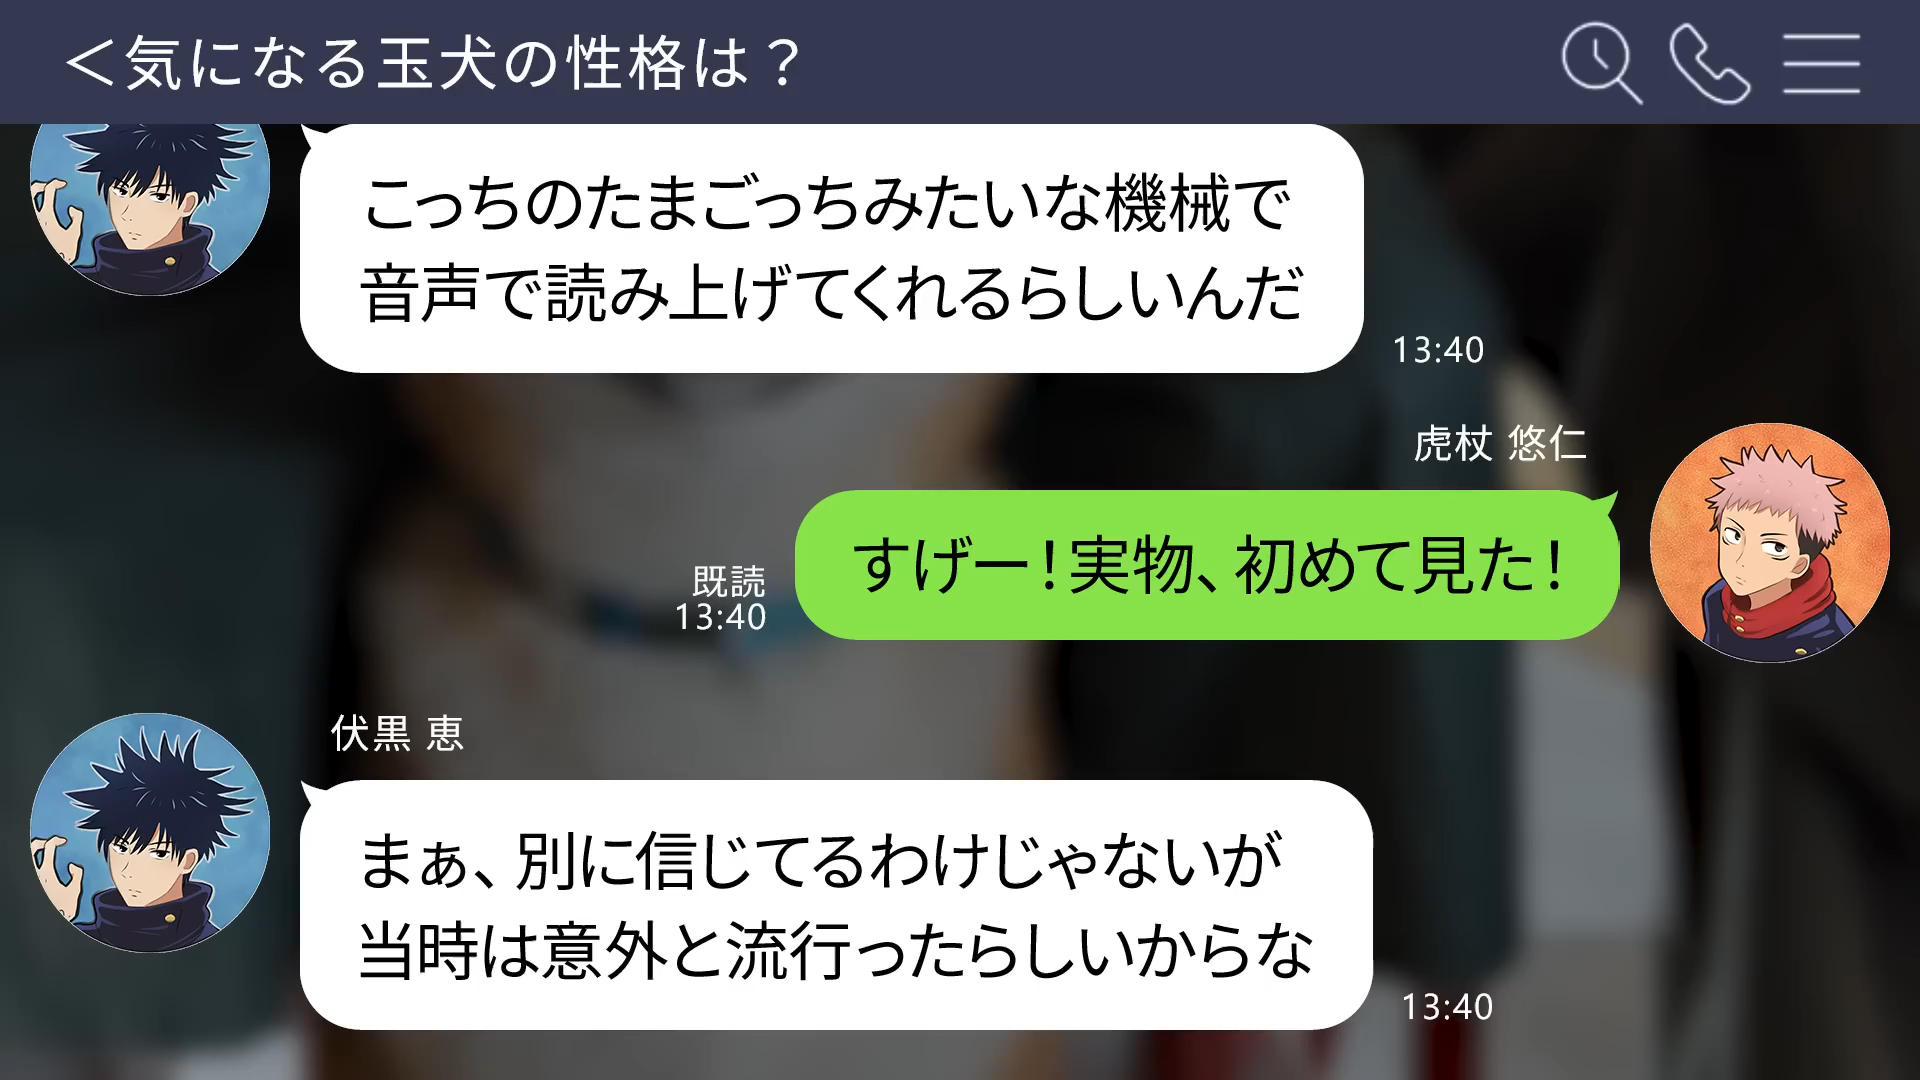 ＜気になる玉犬の性格は？
こっちのたまごっちみたいな機械で
音声で読み上げてくれるらしいんだ
13:40
虎杖 悠仁
すげー！実物、初めて見た！
既読
13:40
伏黒 恵
まぁ、別に信じてるわけじゃないが
当時は意外と流行ったらしいからな
13:40